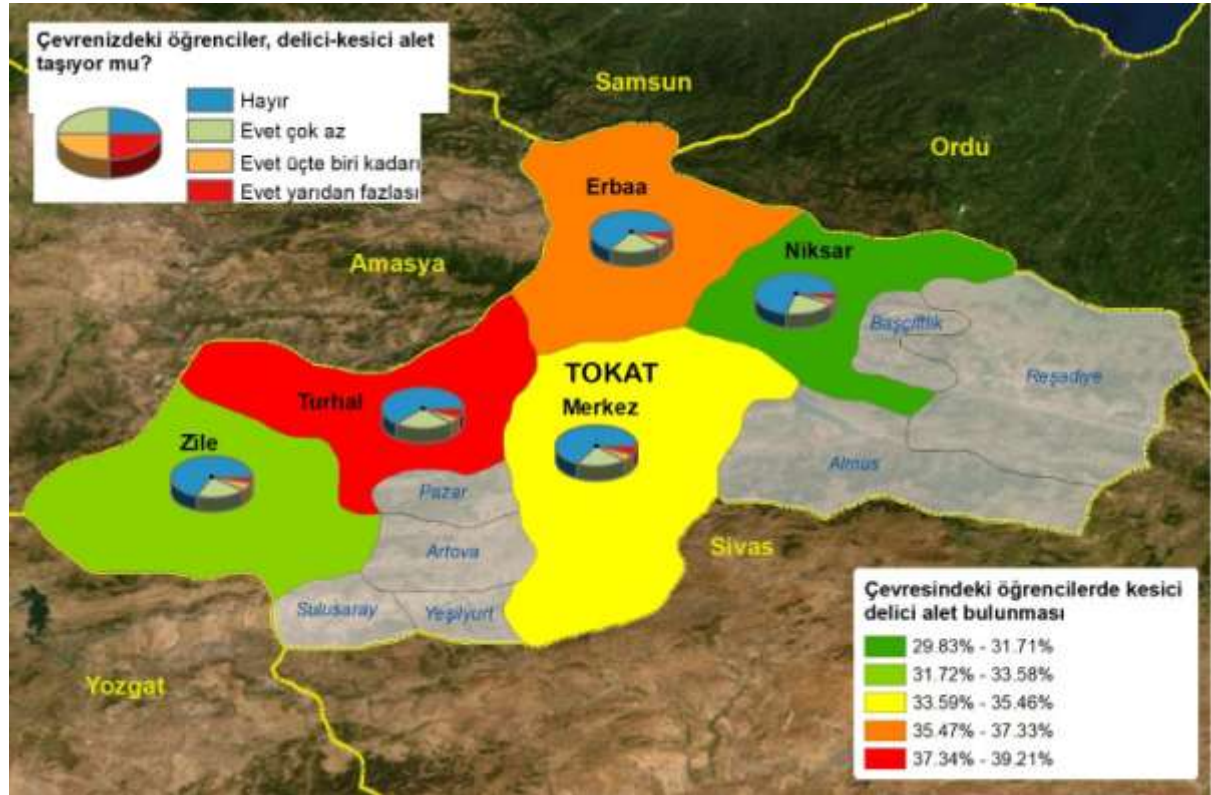 Çevrenizdeki öğrenciler, delici-kesici alet
taşıyor mu?
Hayır
Evet çok az
Evet üçte biri kadarı
Evet yarıdan fazlası
Samsun
Ordu
Erbaa
Niksar
Amasya
Başçiftlik
Reşadiye
TOKAT
Merkez
Turhal
Zile
Almus
Pazar
Artova
Sivas
Sulusaray
Yeşilyurt
Yozgat
Çevresindeki öğrencilerde kesici
delici alet bulunması
29.83% - 31.71%
31.72% - 33.58%
33.59% - 35.46%
35.47% - 37.33%
37.34% - 39.21%